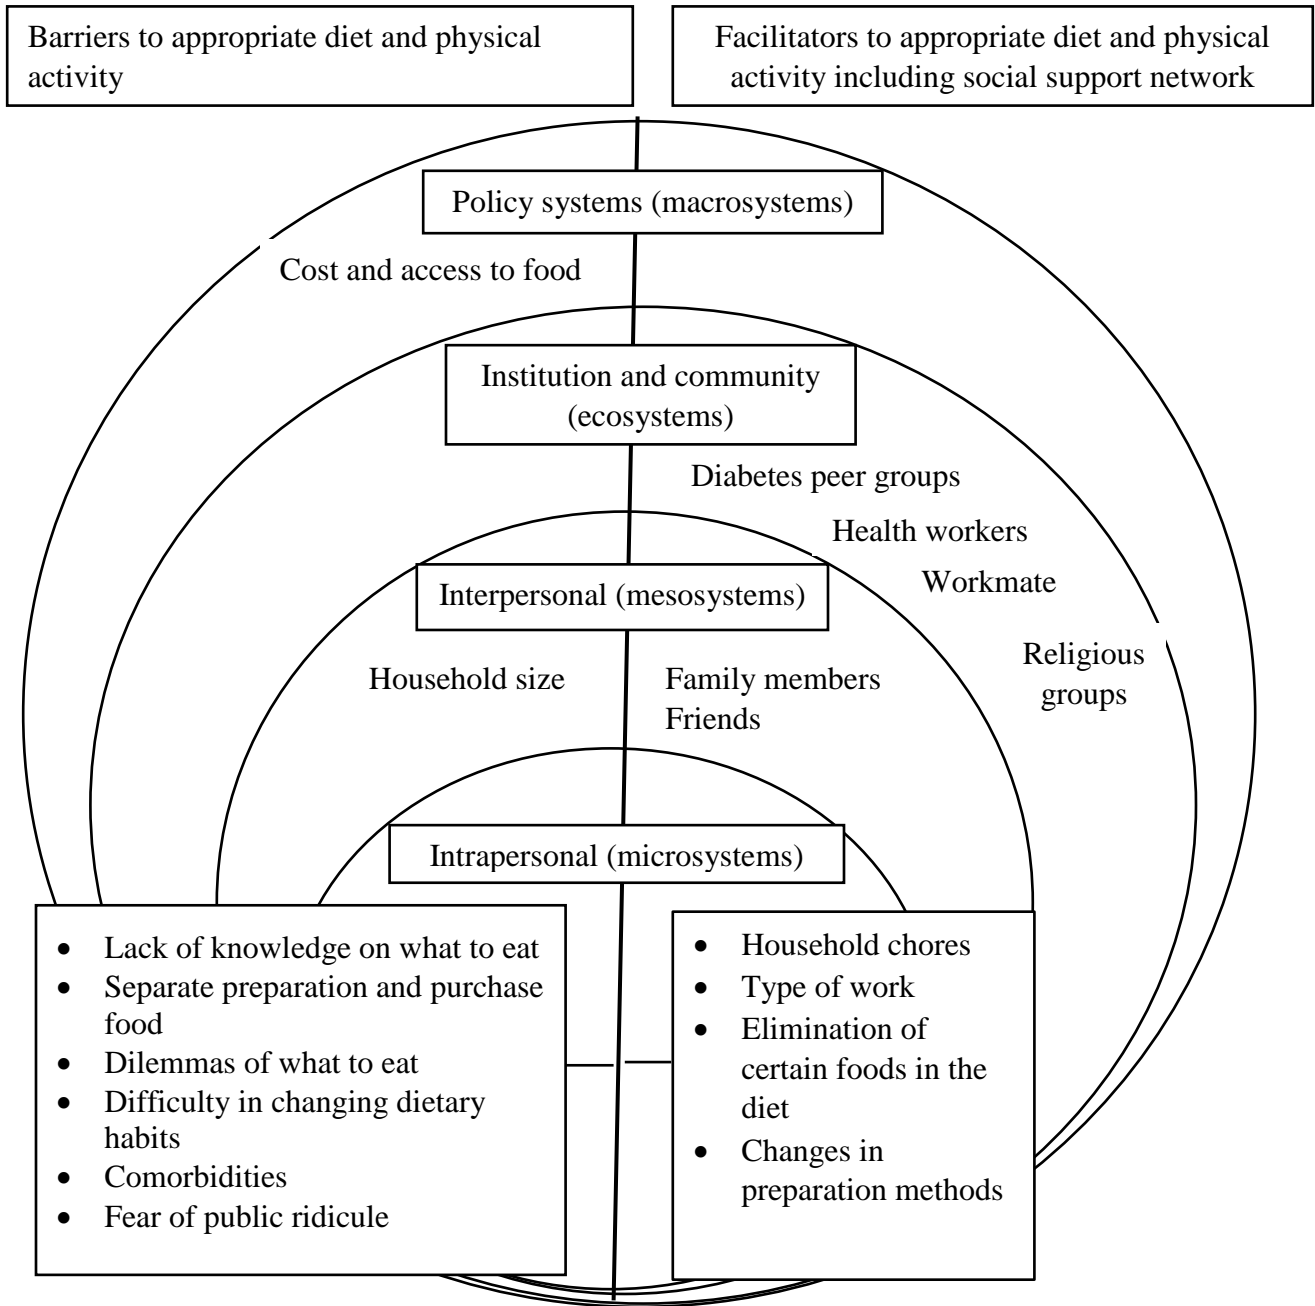 Barriers to appropriate diet and physical
activity
Facilitators to appropriate diet and physical
activity including social support network
Policy systems (macrosystems)
Cost and access to food
Institution and community
(ecosystems)
Diabetes peer groups
Health workers
Workmate
Interpersonal (mesosystems)
Household size
Family members
Friends
Religious
groups
Intrapersonal (microsystems)
• Lack of knowledge on what to eat
• Separate preparation and purchase
food
• Dilemmas of what to eat
• Difficulty in changing dietary
habits
• Comorbidities
• Fear of public ridicule
• Household chores
• Type of work
• Elimination of
certain foods in the
diet
• Changes in
preparation methods